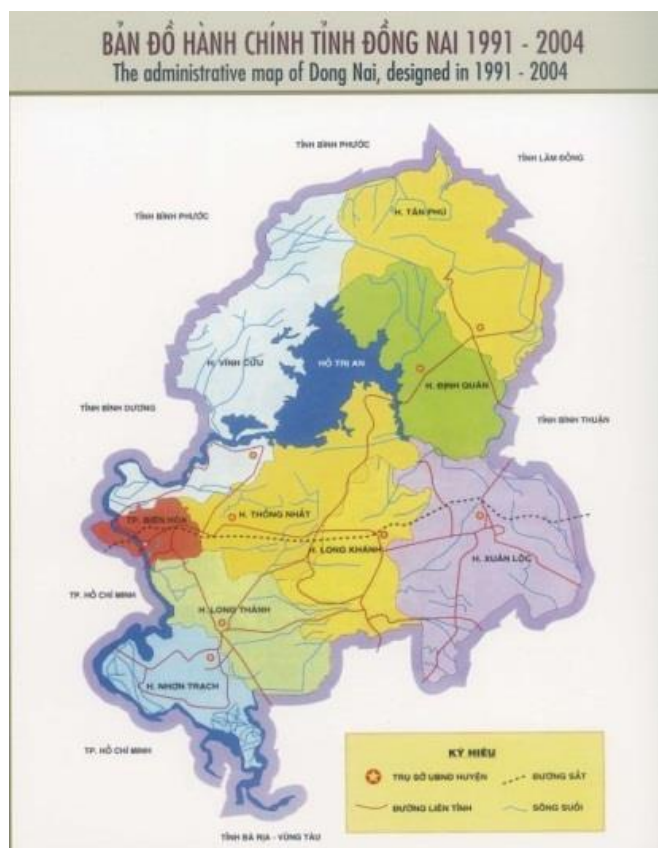 BẢN ĐỒ HÀNH CHÍNH TỈNH ĐỒNG NAI 1991 - 2004
The administrative map of Dong Nai, designed in 1991 - 2004
TỈNH BÌNH PHƯỚC
TỈNH LÂM ĐỒNG
TỈNH BÌNH PHƯỚC
H. TÂN PHÚ
H. VĨNH CỬU
HỒ TRỊ AN
H. ĐỊNH QUÁN
TỈNH BÌNH DƯƠNG
TỈNH BÌNH THUẬN
TP. BIÊN HÒA
H. THỐNG NHẤT
H. LONG KHÁNH
H. XUÂN LỘC
TP. HỒ CHÍ MINH
H. LONG THÀNH
H. NHƠN TRẠCH
TP. HỒ CHÍ MINH
KÝ HIỆU
TRỤ SỞ UBND HUYỆN
ĐƯỜNG SẮT
ĐƯỜNG LIÊN TỈNH
SÔNG SUỐI
TỈNH BÀ RỊA - VŨNG TÀU